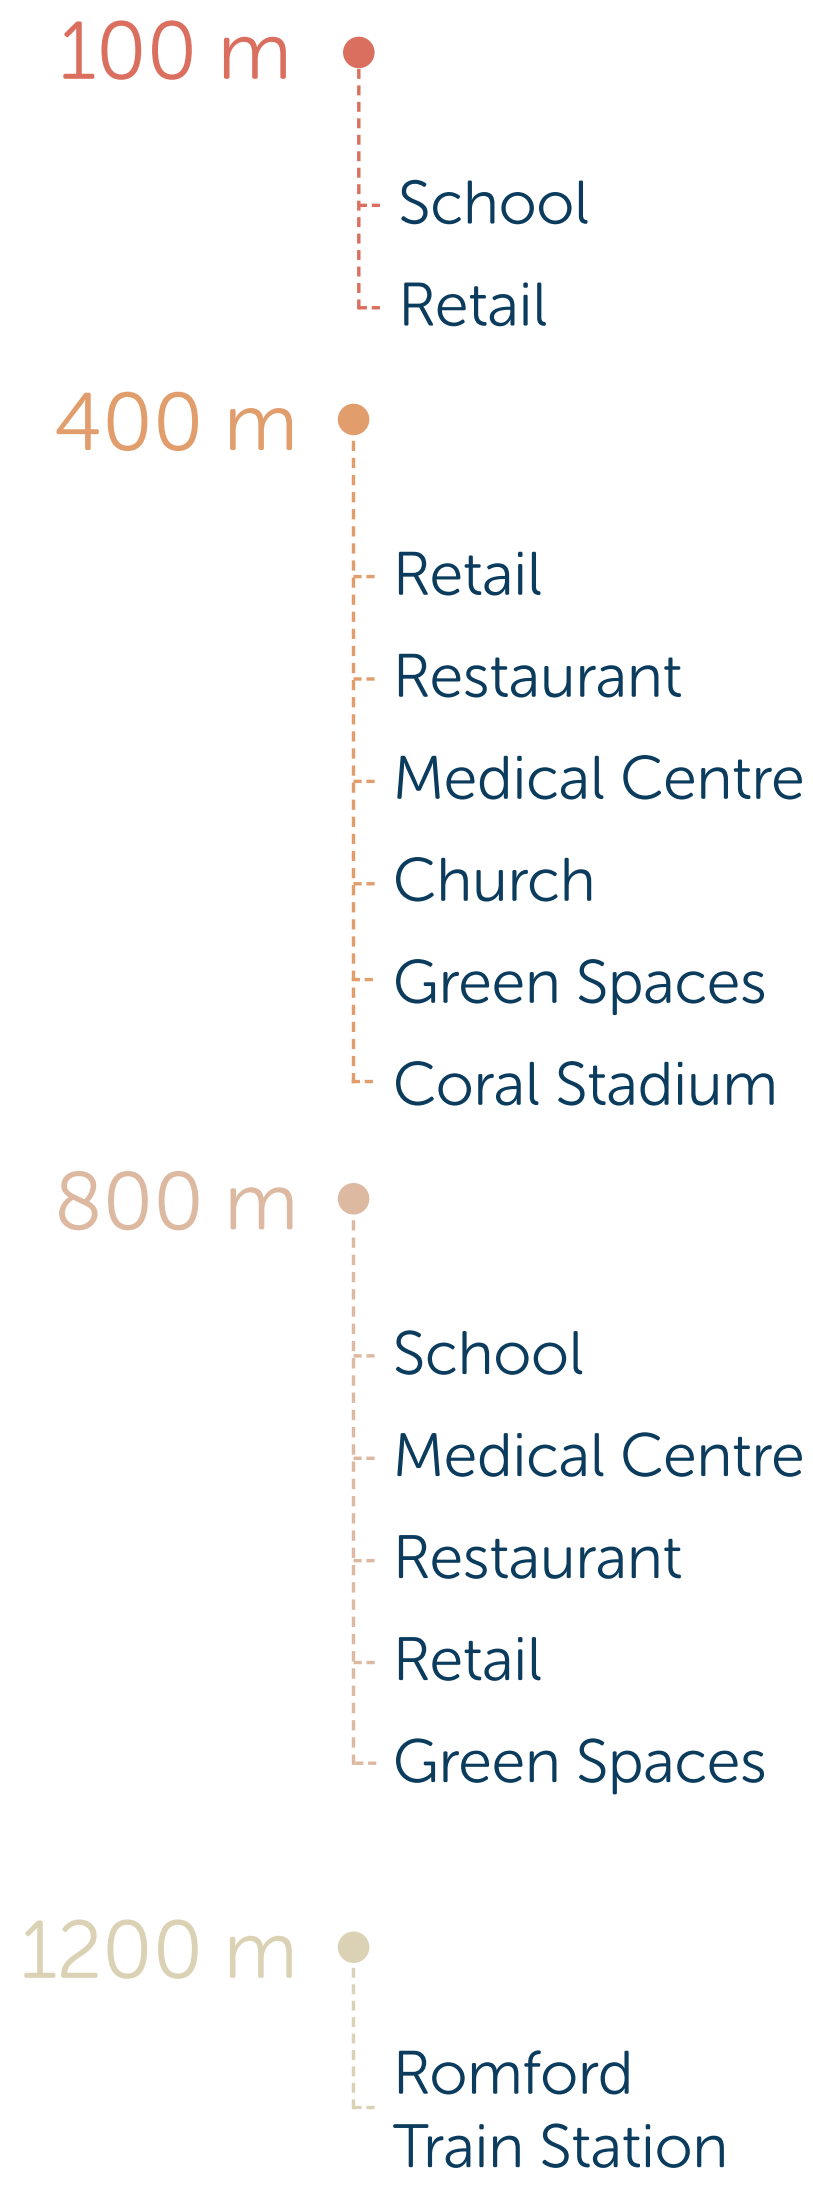 100 m
School
Retail
400 m
Retail
Restaurant
Medical Centre
Church
Green Spaces
Coral Stadium
800 m
School
Medical Centre
Restaurant
Retail
Green Spaces
1200 m
Romford
Train Station